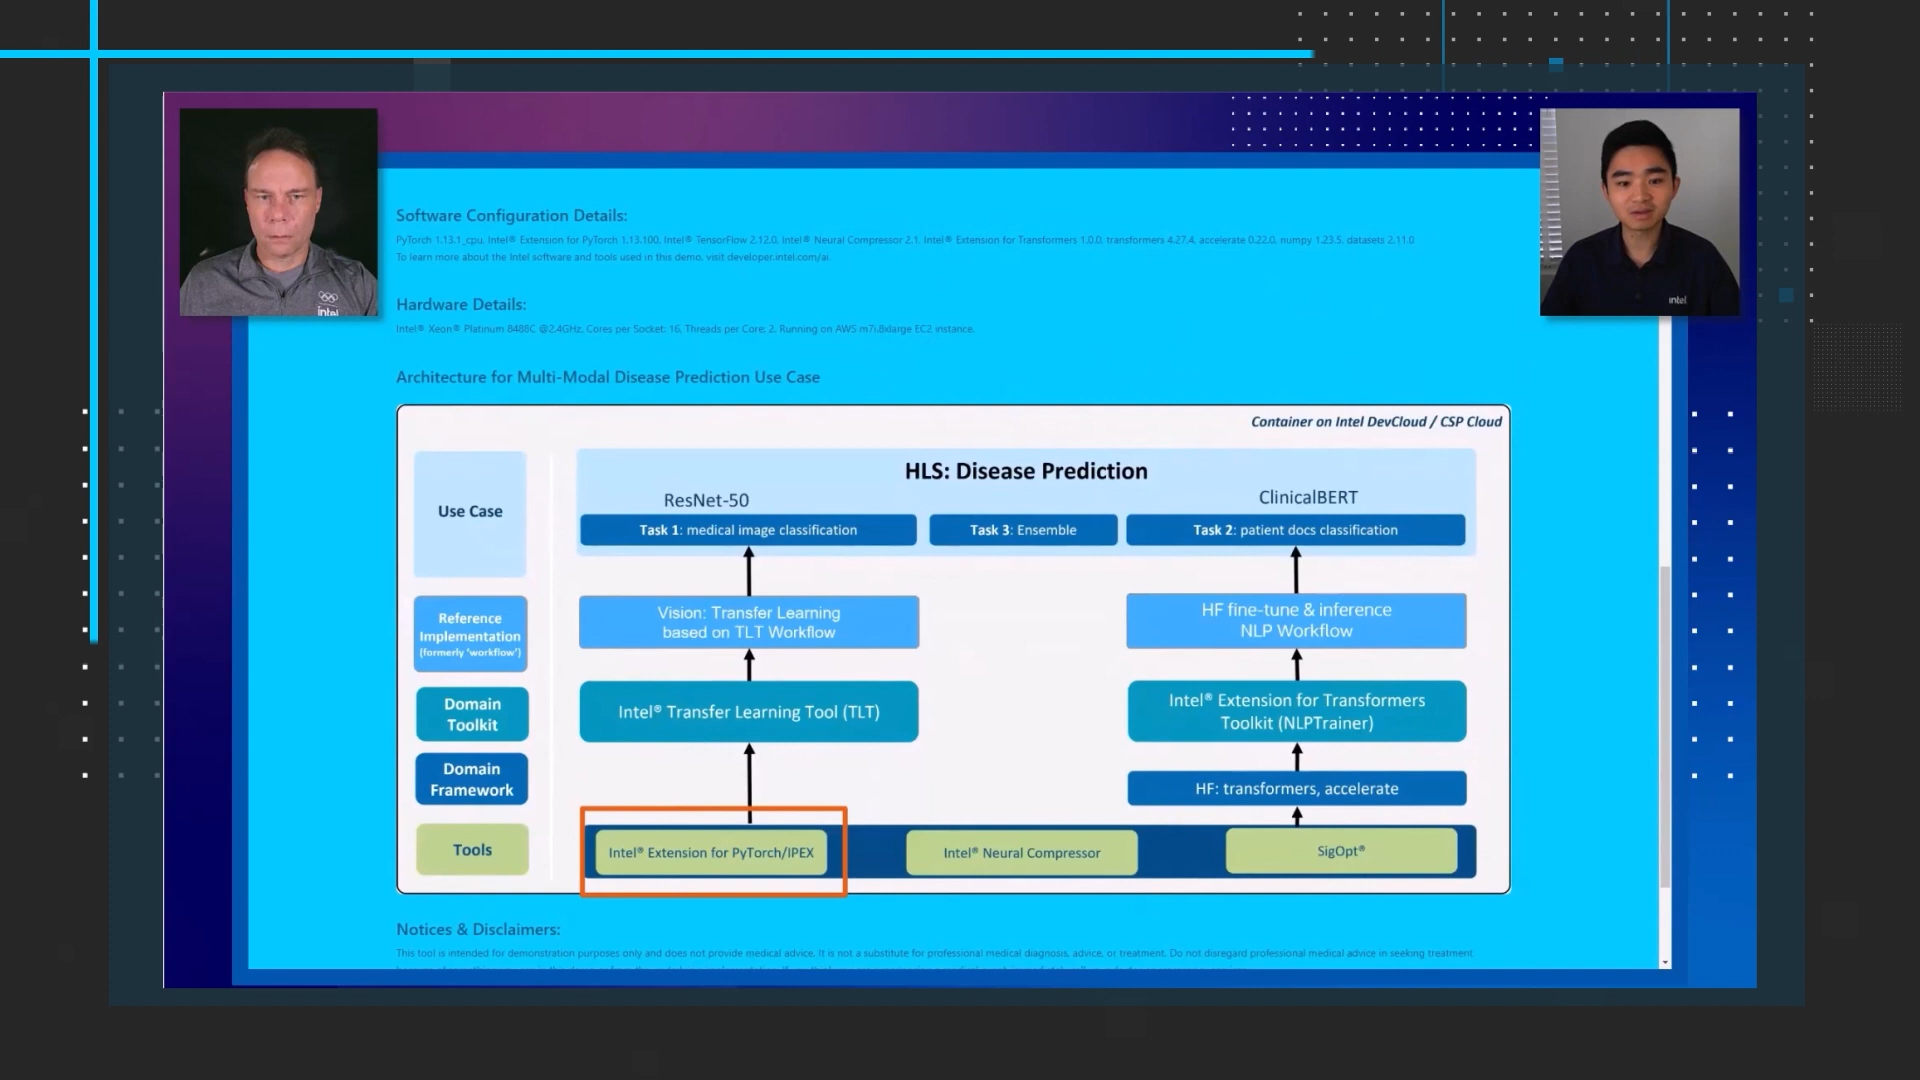 Software Configuration Details:
PyTorch 1.13.1_cpu, Intel® Extension for PyTorch 1.13.100, Intel® TensorFlow 2.12.0, Intel® Neural Compressor 2.1, Intel® Extension for Transformers 1.0.0, transformers 4.27.4, accelerate 0.22.0, numpy 1.23.5, datasets 2.11.0
To learn more about the Intel software and tools used in this demo, visit developer.intel.com/ai.
intel
intel
Hardware Details:
Intel® Xeon® Platinum 8488C @2.4GHz, Cores per Socket: 16, Threads per Core: 2, Running on AWS m7i.8xlarge EC2 instance.
Architecture for Multi-Modal Disease Prediction Use Case
Container on Intel DevCloud / CSP Cloud
Use Case
HLS: Disease Prediction
ResNet-50
ClinicalBERT
Task 1: medical image classification
Task 3: Ensemble
Task 2: patient docs classification
Reference
Implementation
(formerly 'workflow')
Vision: Transfer Learning
based on TLT Workflow
HF fine-tune & inference
NLP Workflow
Domain
Toolkit
Intel® Transfer Learning Tool (TLT)
Intel® Extension for Transformers
Toolkit (NLPTrainer)
Domain
Framework
HF: transformers, accelerate
Tools
Intel® Extension for PyTorch/IPEX
Intel® Neural Compressor
SigOpt®
Notices & Disclaimers:
This tool is intended for demonstration purposes only and does not provide medical advice. It is not a substitute for professional medical diagnosis, advice, or treatment. Do not disregard professional medical advice in seeking treatment